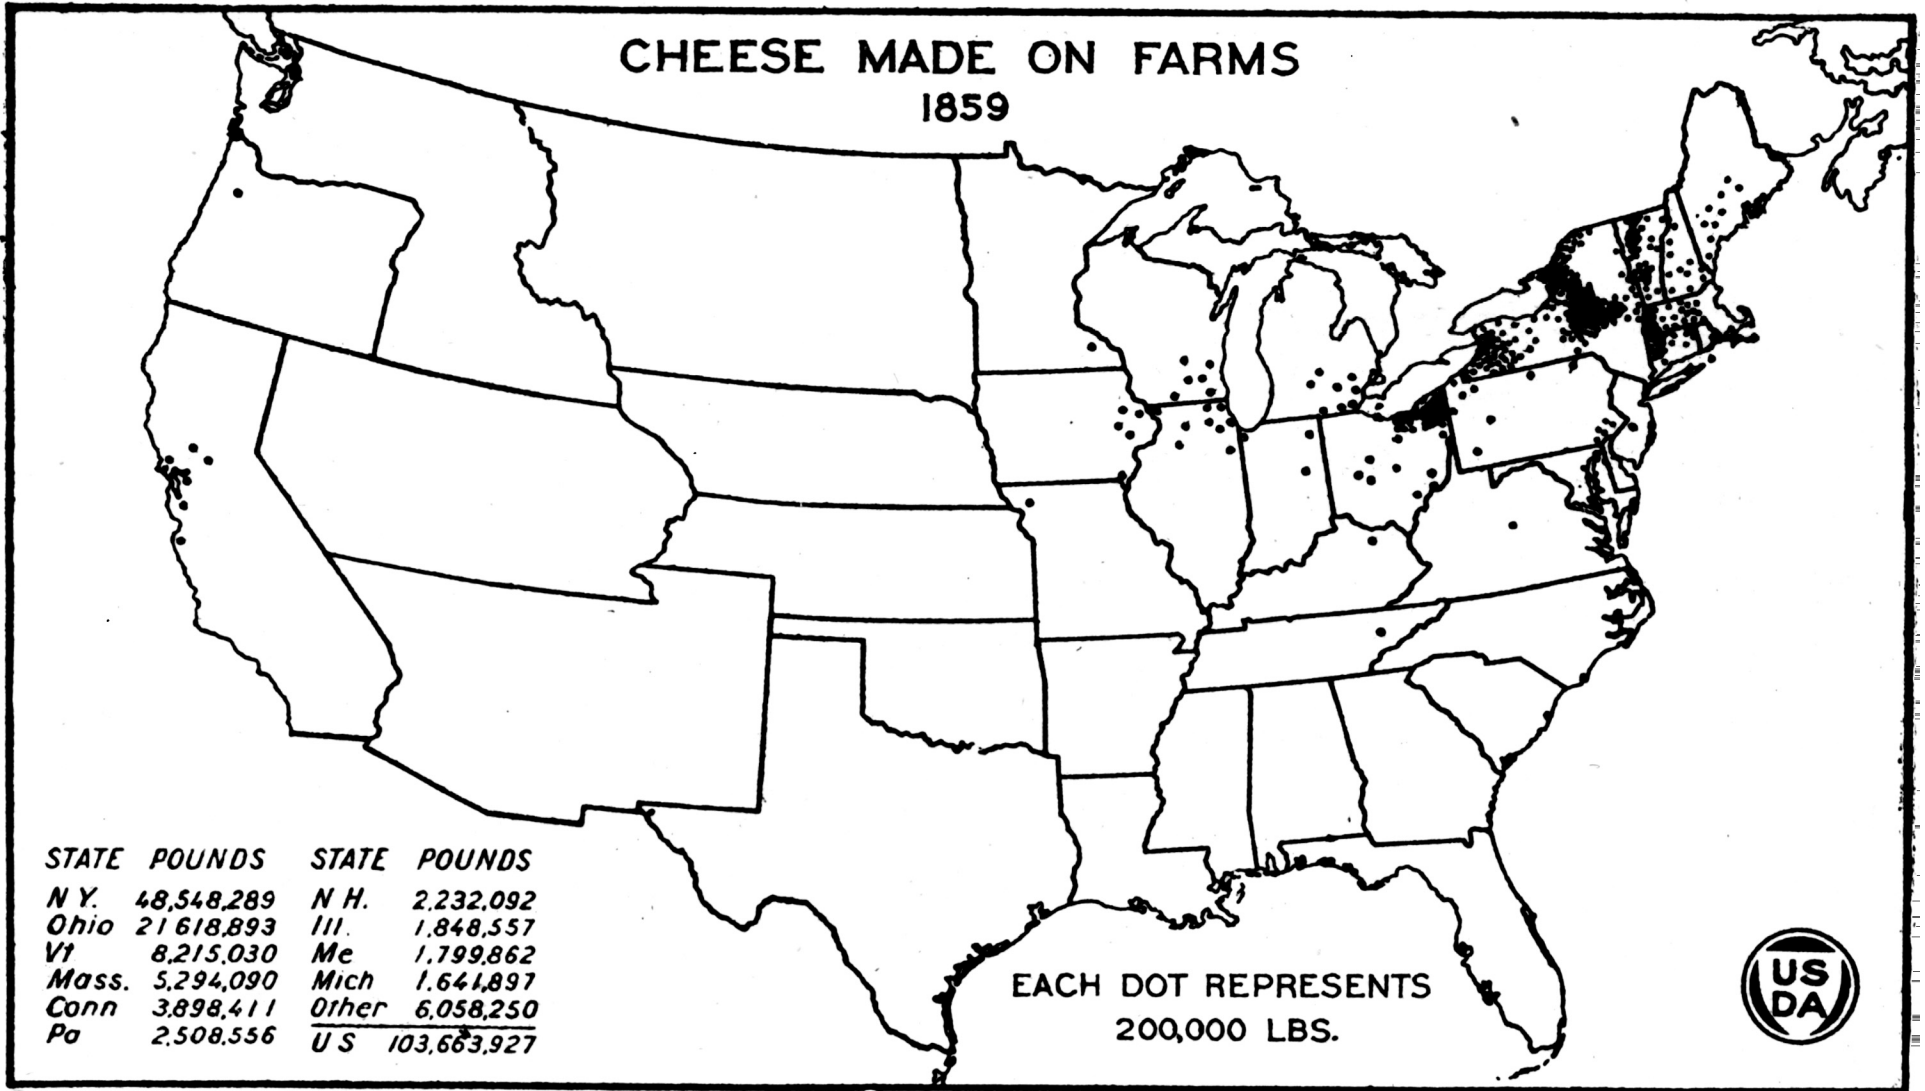 CHEESE MADE ON FARMS
1859
STATE POUNDS STATE POUNDS
N Y. 48,548,289 N H. 2,232,092
Ohio 21 618,893 Ill. 1,848,557
Vt 8,215,030 Me 1,799,862
Mass. 5,294,090 Mich 1,641,897
Conn 3,898,411 Other 6,058,250
Pa 2,508,556 U S 103,663,927
EACH DOT REPRESENTS
200,000 LBS.
US
DA